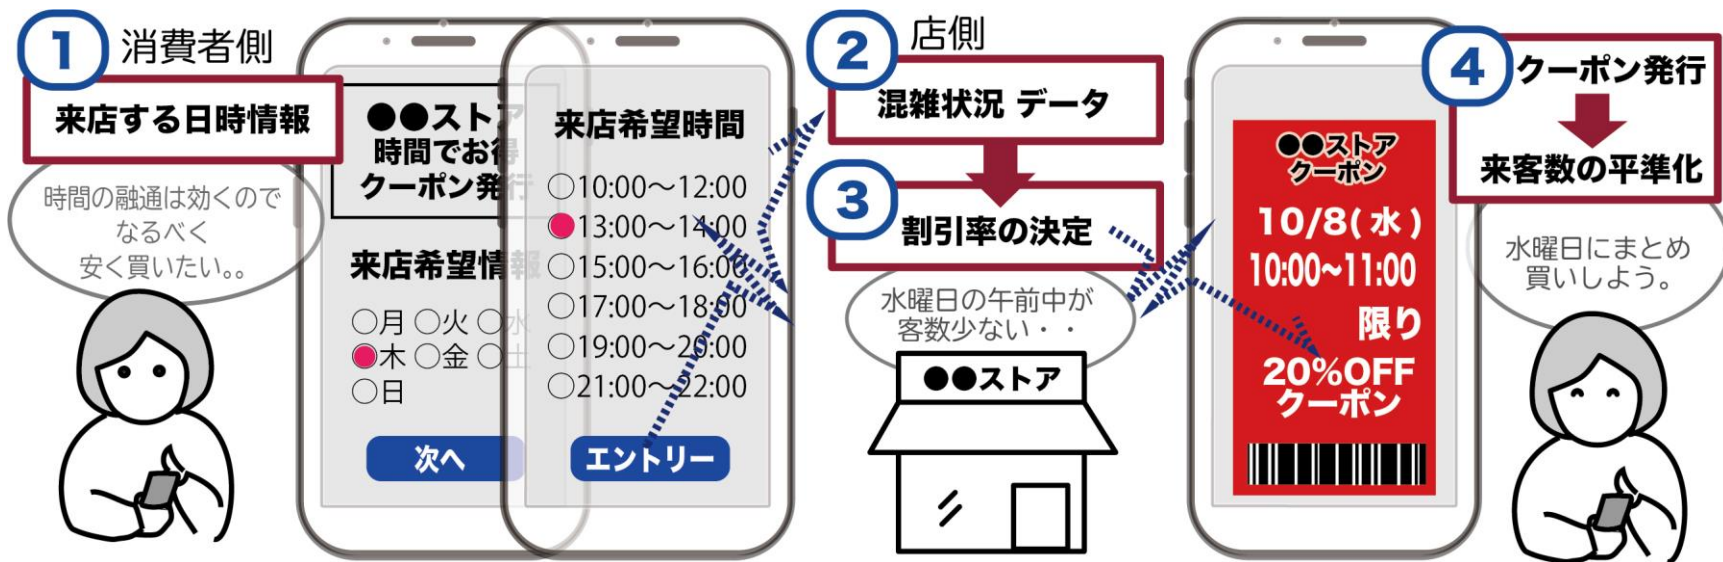 1 消費者側
来店する日時情報
時間の融通は効くので
なるべく
安く買いたい。。
●●ストア
時間でお得
クーポン発行
来店希望情報
○月 ○火 ○水
木 ○金 ○土
○日
次へ
来店希望時間
○10:00〜12:00
13:00〜14:00
○15:00〜16:00
○17:00〜18:00
○19:00〜20:00
○21:00〜22:00
エントリー
2 店側
混雑状況 データ
3
割引率の決定
水曜日の午前中が
客数少ない・・
●●ストア
●●ストア
クーポン
10/8(水)
10:00~11:00
限り
20%OFF
クーポン
4 クーポン発行
来客数の平準化
水曜日にまとめ
買いしよう。